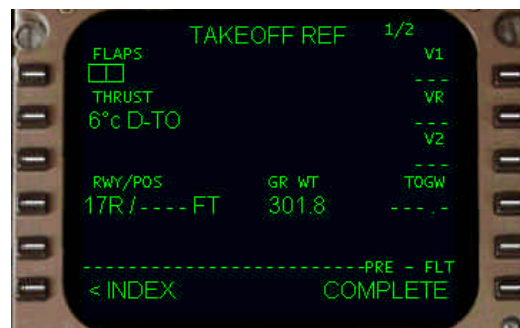 TAKEOFF REF 1/2
FLAPS V1
□□ ---
THRUST VR
6°c D-TO ---
V2
---
RWY/POS GR WT TOGW
17R/----FT 301.8 ---.-
--------------------------PRE - FLT
<INDEX COMPLETE